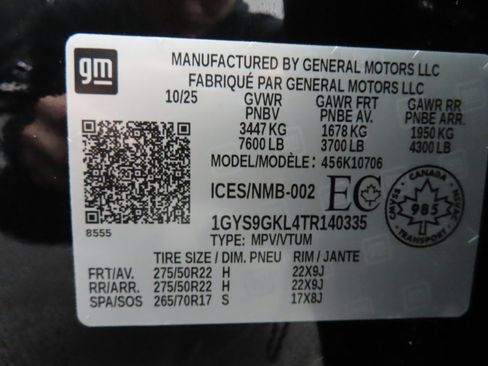 gm
MANUFACTURED BY GENERAL MOTORS LLC
FABRIQUÉ PAR GENERAL MOTORS LLC
10/25 GVWR GAWR FRT GAWR RR
PNBV PNBE AV. PNBE ARR.
3447 KG 1678 KG 1950 KG
7600 LB 3700 LB 4300 LB
MODEL/MODÈLE: 456K10706
ICES/NMB-002 EC
CANADA
CMVSS 985 NSVAC
1GYS9GKL4TR140335
8555
TYPE: MPV/VTUM
TIRE SIZE / DIM. PNEU RIM / JANTE
FRT/AV. 275/50R22 H 22X9J
RR/ARR. 275/50R22 H 22X9J
SPA/SOS 265/70R17 S 17X8J